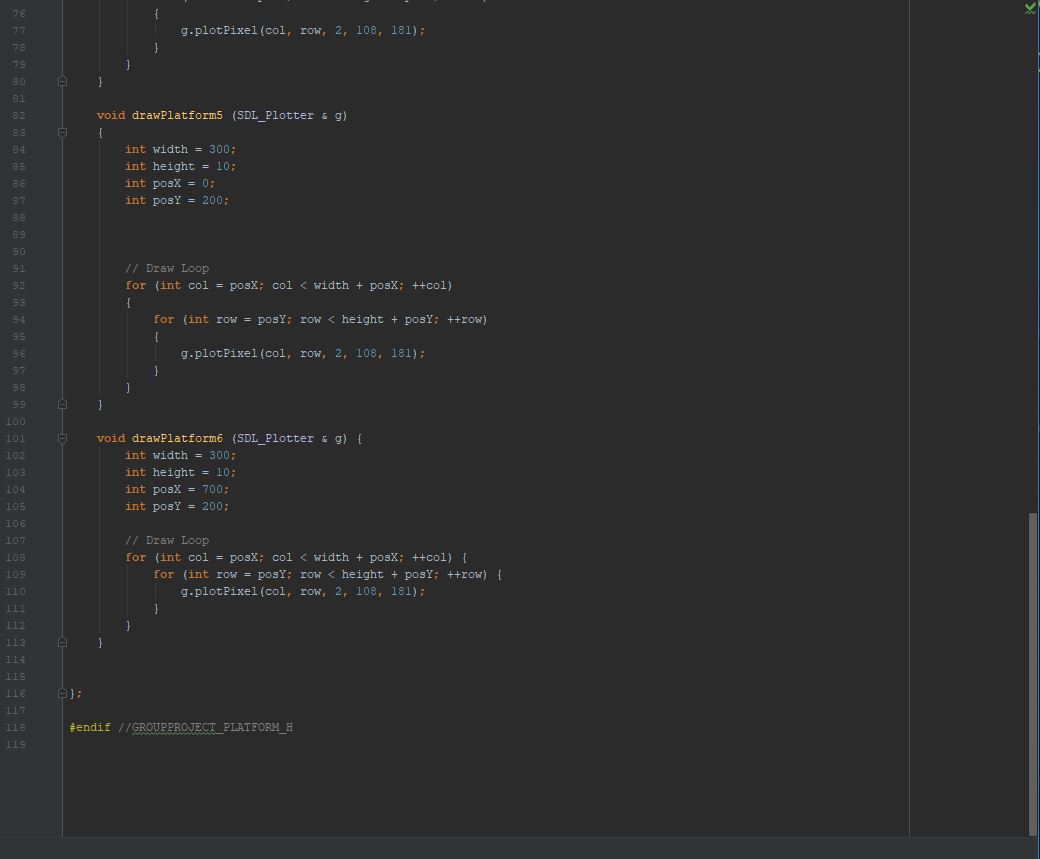 76 {
77 g.plotPixel(col, row, 2, 108, 181);
78 }
79 }
80 }
81
82 void drawPlatform5 (SDL_Plotter & g)
83 {
84 int width = 300;
85 int height = 10;
86 int posX = 0;
87 int posY = 200;
88
89
90
91 // Draw Loop
92 for (int col = posX; col < width + posX; ++col)
93 {
94 for (int row = posY; row < height + posY; ++row)
95 {
96 g.plotPixel(col, row, 2, 108, 181);
97 }
98 }
99 }
100
101 void drawPlatform6 (SDL_Plotter & g) {
102 int width = 300;
103 int height = 10;
104 int posX = 700;
105 int posY = 200;
106
107 // Draw Loop
108 for (int col = posX; col < width + posX; ++col) {
109 for (int row = posY; row < height + posY; ++row) {
110 g.plotPixel(col, row, 2, 108, 181);
111 }
112 }
113 }
114
115
116 };
117
118 #endif //GROUPPROJECT_PLATFORM_H
119